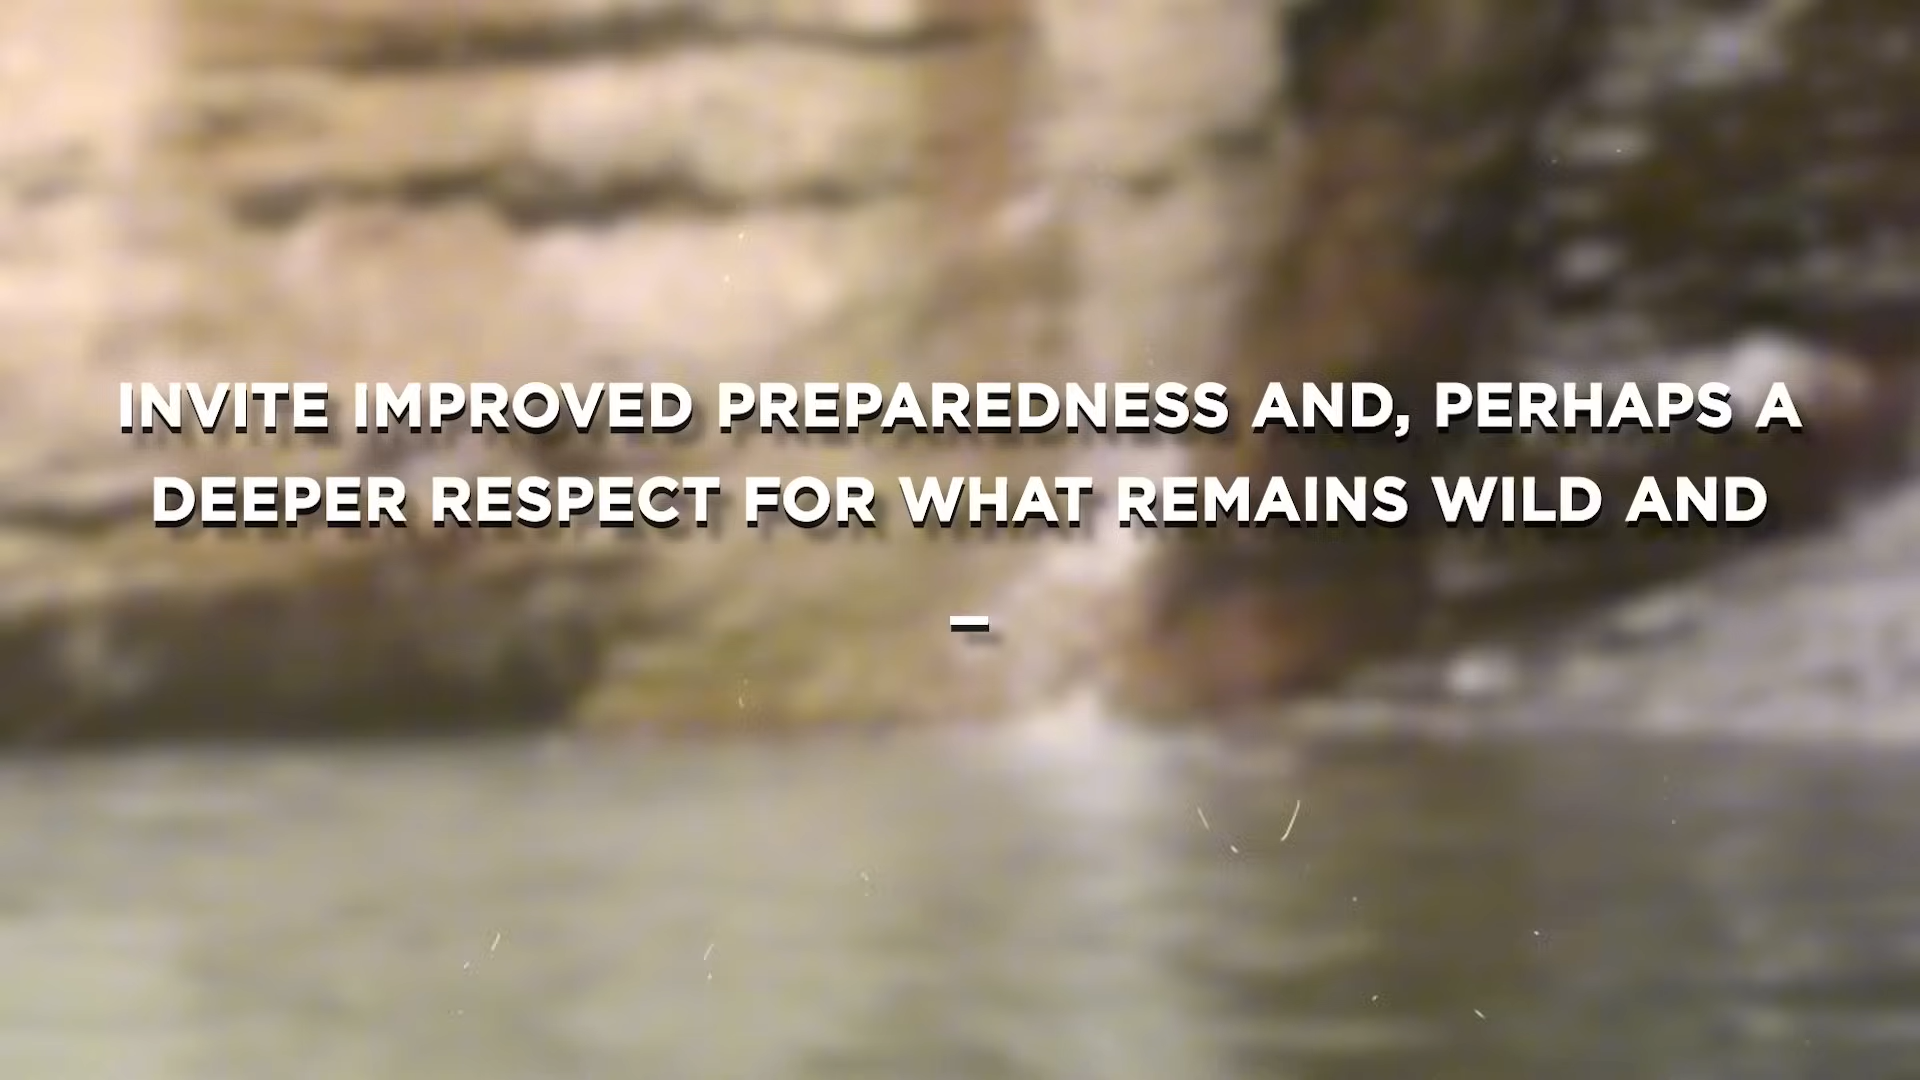 INVITE IMPROVED PREPAREDNESS AND, PERHAPS A
DEEPER RESPECT FOR WHAT REMAINS WILD AND
_